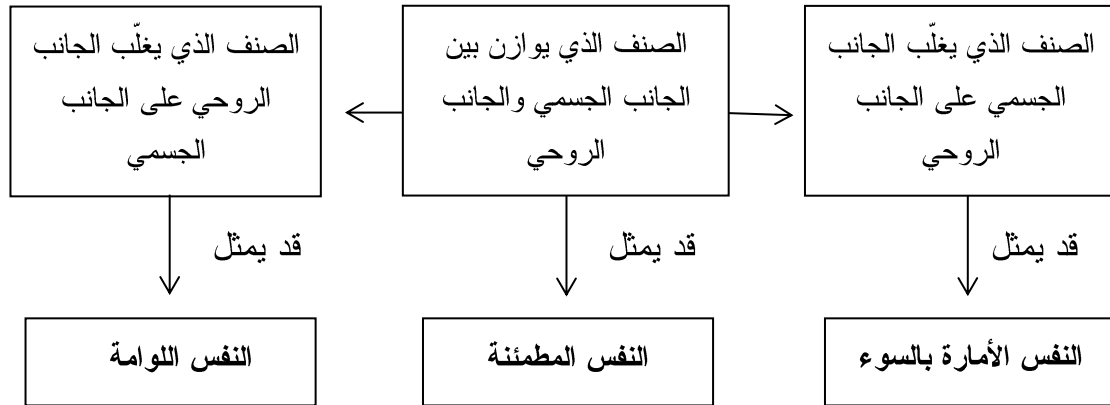 الصنف الذي يغلّب الجانب
الجسمي على الجانب
الروحي
الصنف الذي يوازن بين
الجانب الجسمي والجانب
الروحي
الصنف الذي يغلّب الجانب
الروحي على الجانب
الجسمي
قد يمثل
قد يمثل
قد يمثل
النفس الأمارة بالسوء
النفس المطمئنة
النفس اللوامة